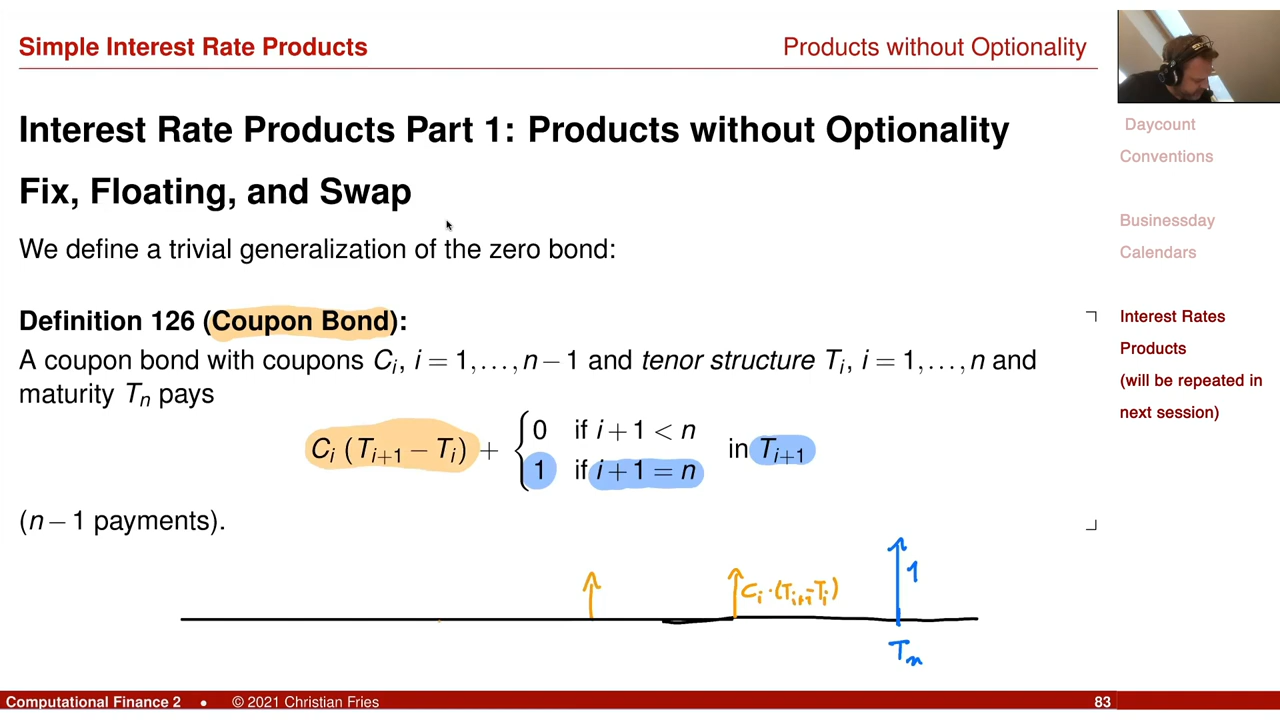 Simple Interest Rate Products
Products without Optionality
Interest Rate Products Part 1: Products without Optionality
Fix, Floating, and Swap
We define a trivial generalization of the zero bond:
Definition 126 (Coupon Bond):
A coupon bond with coupons C_i, i = 1,…,n−1 and tenor structure T_i, i = 1,…,n and
maturity T_n pays
C_i (T_{i+1} − T_i) + { 0 if i+1 < n
1 if i+1 = n
in T_{i+1}
(n−1 payments).
C_i · (T_{i+1} − T_i)
1
T_n
Daycount
Conventions
Businessday
Calendars
Interest Rates
Products
(will be repeated in
next session)
Computational Finance 2 • © 2021 Christian Fries
83